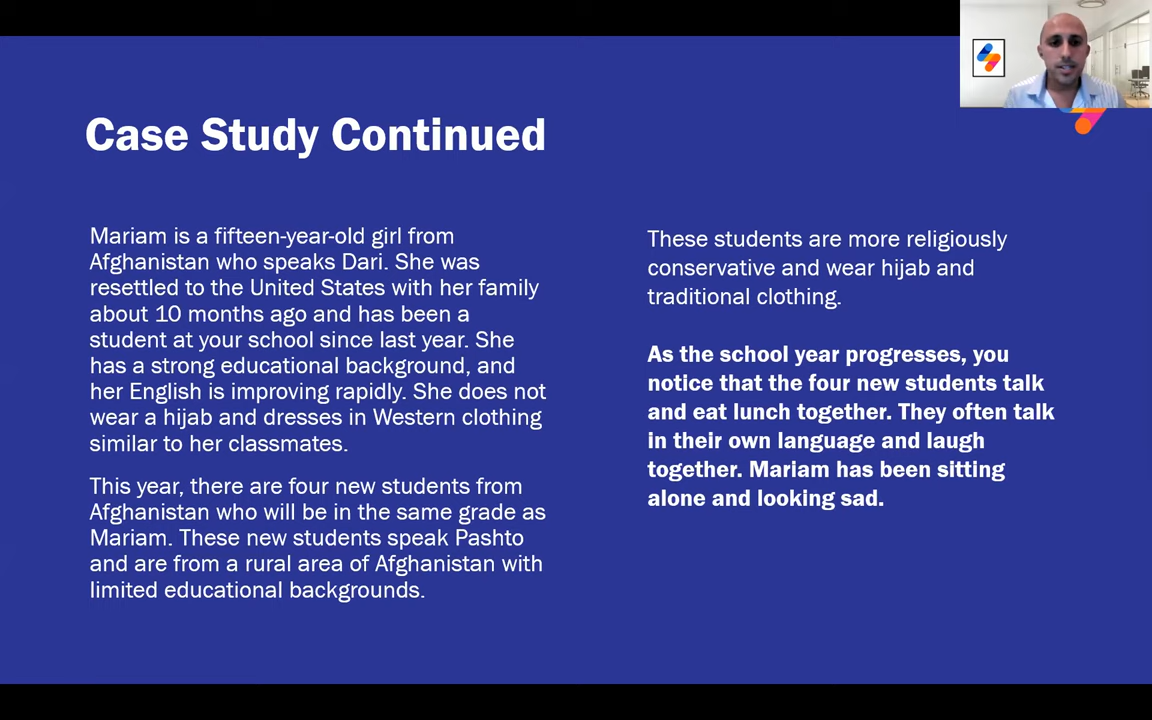 Case Study Continued
Mariam is a fifteen-year-old girl from
Afghanistan who speaks Dari. She was
resettled to the United States with her family
about 10 months ago and has been a
student at your school since last year. She
has a strong educational background, and
her English is improving rapidly. She does not
wear a hijab and dresses in Western clothing
similar to her classmates.
This year, there are four new students from
Afghanistan who will be in the same grade as
Mariam. These new students speak Pashto
and are from a rural area of Afghanistan with
limited educational backgrounds.
These students are more religiously
conservative and wear hijab and
traditional clothing.
As the school year progresses, you
notice that the four new students talk
and eat lunch together. They often talk
in their own language and laugh
together. Mariam has been sitting
alone and looking sad.